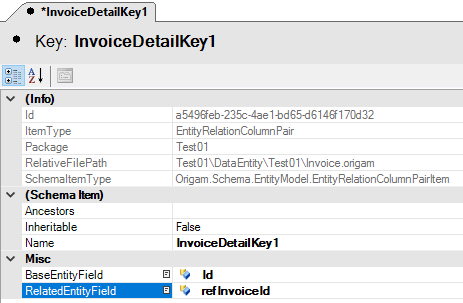 *InvoiceDetailKey1
Key: InvoiceDetailKey1
(Info)
Id a5496feb-235c-4ae1-bd65-d6146f170d32
ItemType EntityRelationColumnPair
Package Test01
RelativeFilePath Test01\DataEntity\Test01\Invoice.origam
SchemaItemType Origam.Schema.EntityModel.EntityRelationColumnPairItem
(Schema Item)
Ancestors
Inheritable False
Name InvoiceDetailKey1
Misc
BaseEntityField Id
RelatedEntityField refInvoiceId